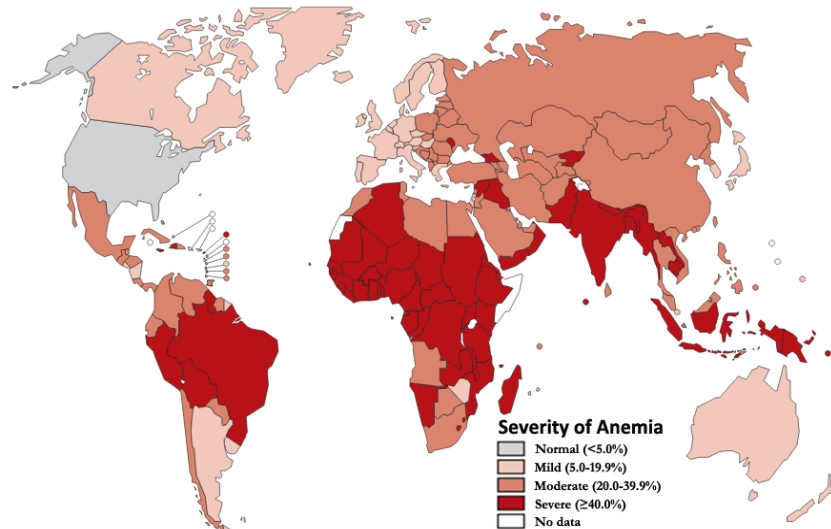 Severity of Anemia
Normal (<5.0%)
Mild (5.0-19.9%)
Moderate (20.0-39.9%)
Severe (≥40.0%)
No data